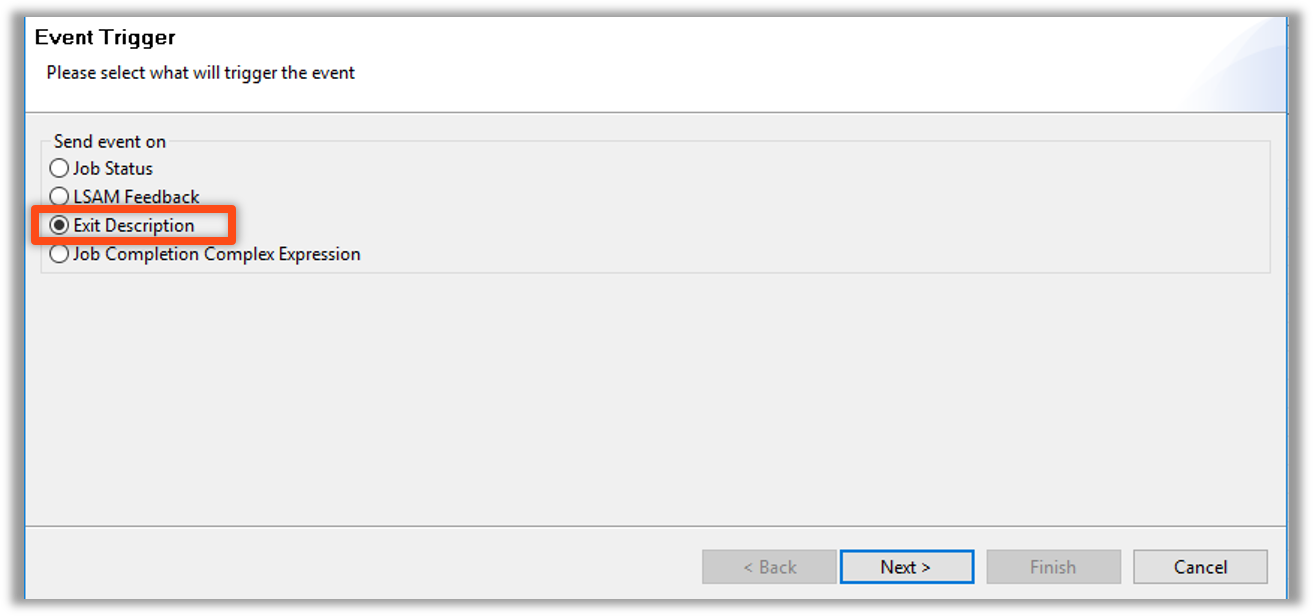 Event Trigger
Please select what will trigger the event
Send event on
Job Status
LSAM Feedback
Exit Description
Job Completion Complex Expression
< Back Next > Finish Cancel